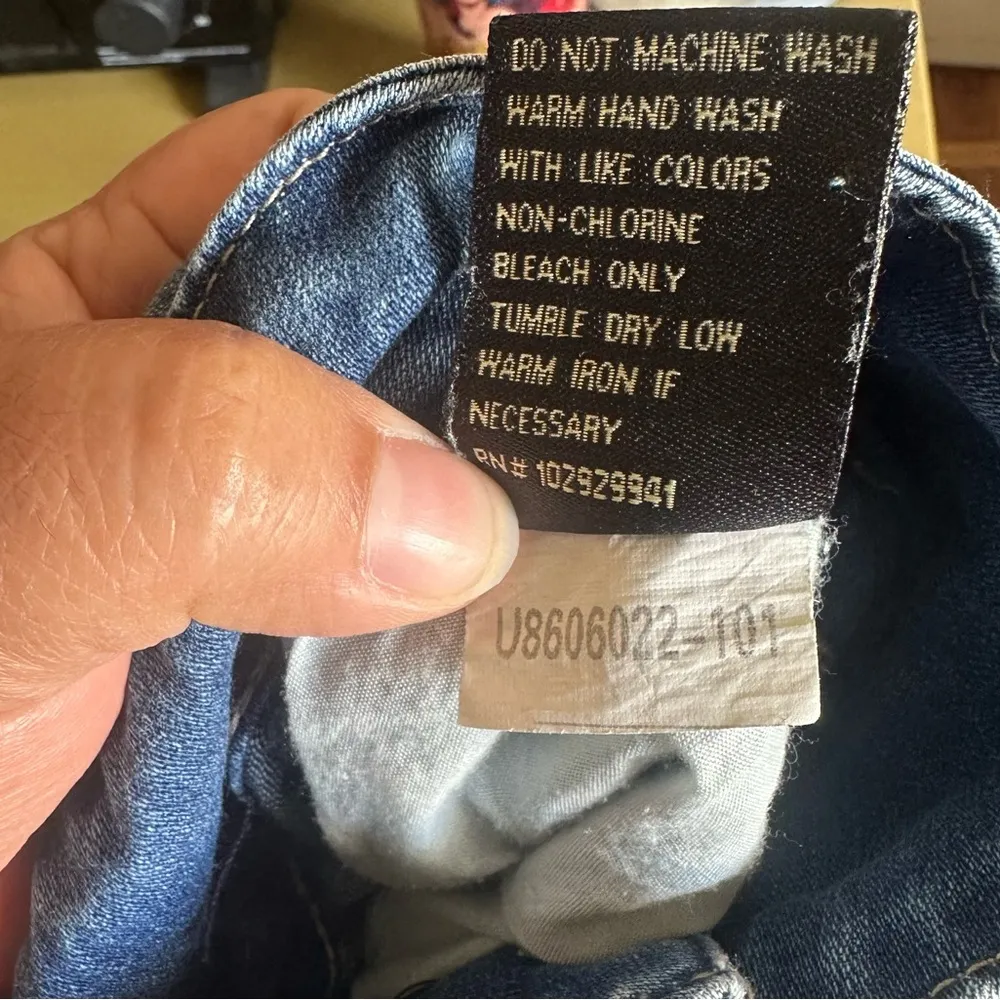 DO NOT MACHINE WASH
WARM HAND WASH
WITH LIKE COLORS
NON-CHLORINE
BLEACH ONLY
TUMBLE DRY LOW
WARM IRON IF
NECESSARY
RN# 102929941
U8606022-101